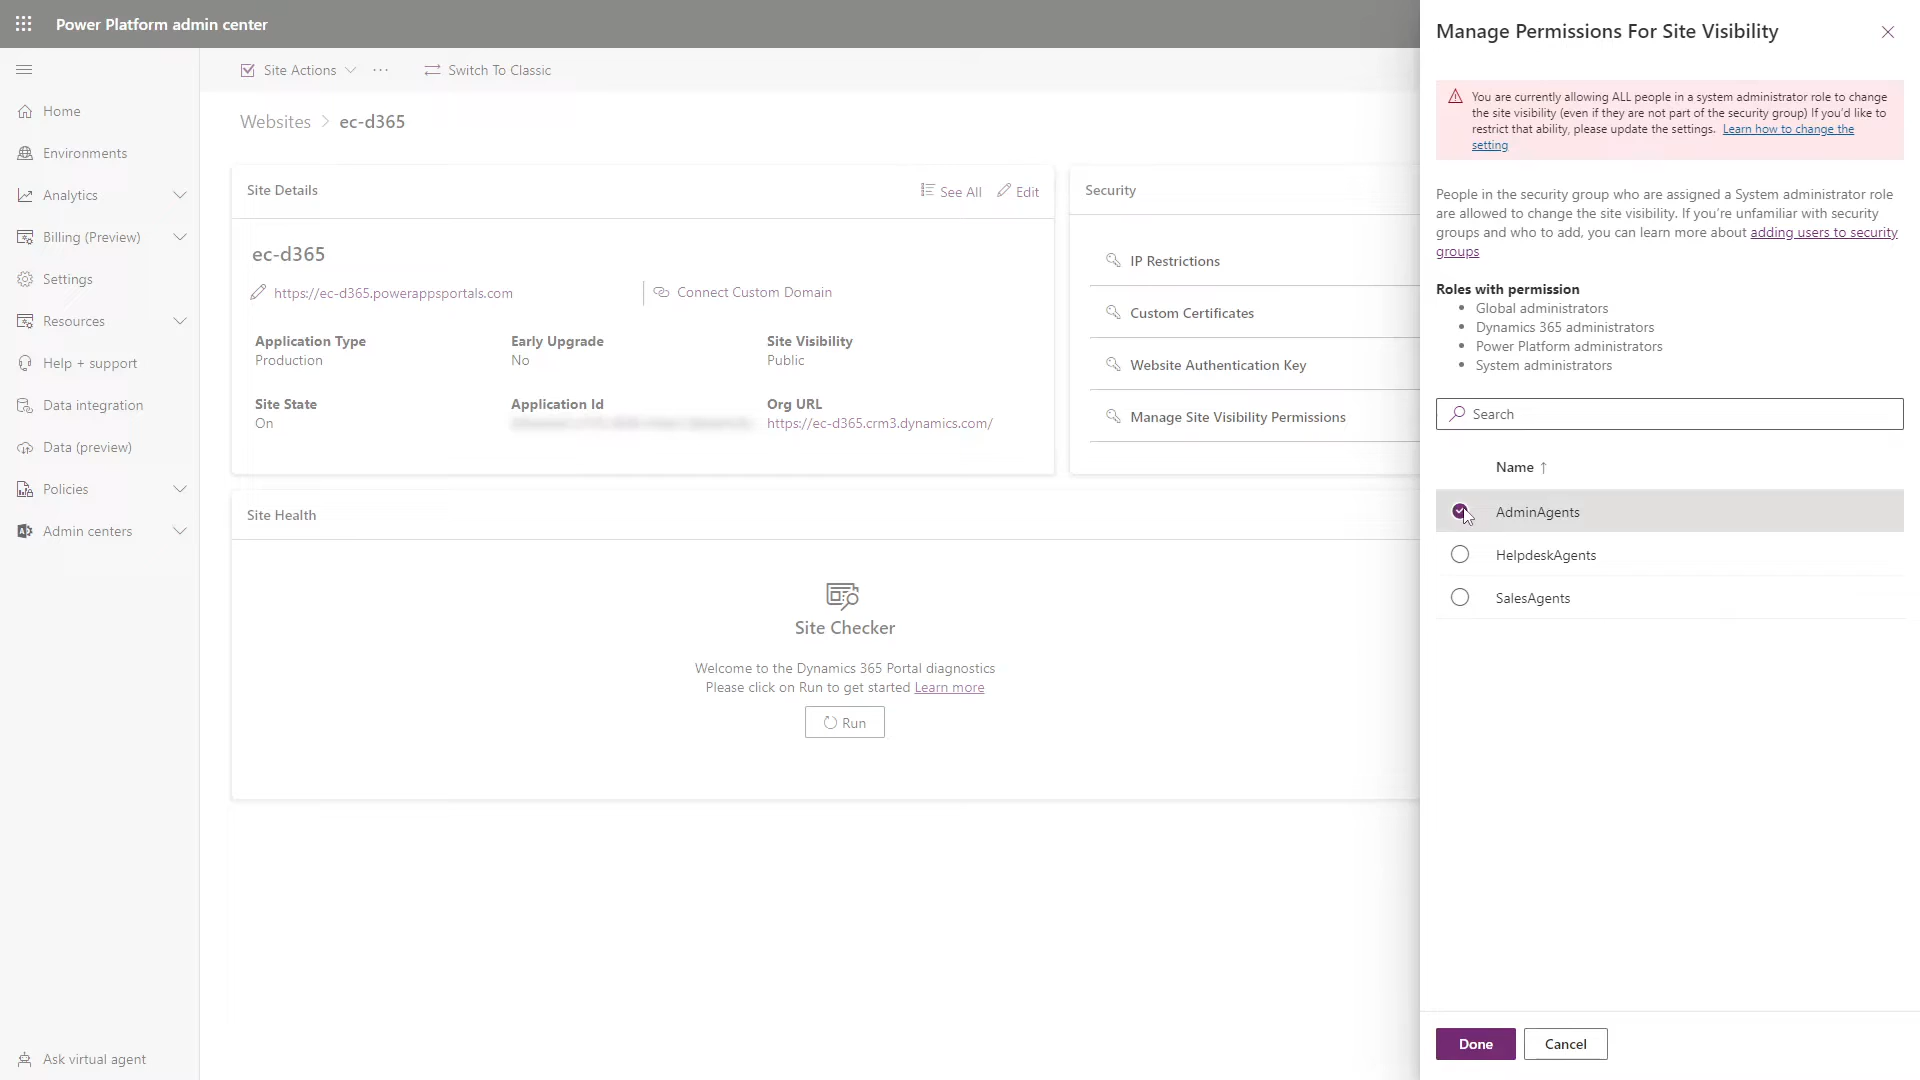 Power Platform admin center
Site Actions
Switch To Classic
Home
Environments
Analytics
Billing (Preview)
Settings
Resources
Help + support
Data integration
Data (preview)
Policies
Admin centers
Ask virtual agent
Websites > ec-d365
Site Details
See All
Edit
ec-d365
https://ec-d365.powerappsportals.com
Connect Custom Domain
Application Type
Production
Early Upgrade
No
Site Visibility
Public
Site State
On
Application Id
Org URL
https://ec-d365.crm3.dynamics.com/
Security
IP Restrictions
Custom Certificates
Website Authentication Key
Manage Site Visibility Permissions
Site Health
Site Checker
Welcome to the Dynamics 365 Portal diagnostics
Please click on Run to get started Learn more
Run
Manage Permissions For Site Visibility
You are currently allowing ALL people in a system administrator role to change
the site visibility (even if they are not part of the security group) If you'd like to
restrict that ability, please update the settings. Learn how to change the
setting
People in the security group who are assigned a System administrator role
are allowed to change the site visibility. If you're unfamiliar with security
groups and who to add, you can learn more about adding users to security
groups
Roles with permission
• Global administrators
• Dynamics 365 administrators
• Power Platform administrators
• System administrators
Search
Name ↑
AdminAgents
HelpdeskAgents
SalesAgents
Done
Cancel